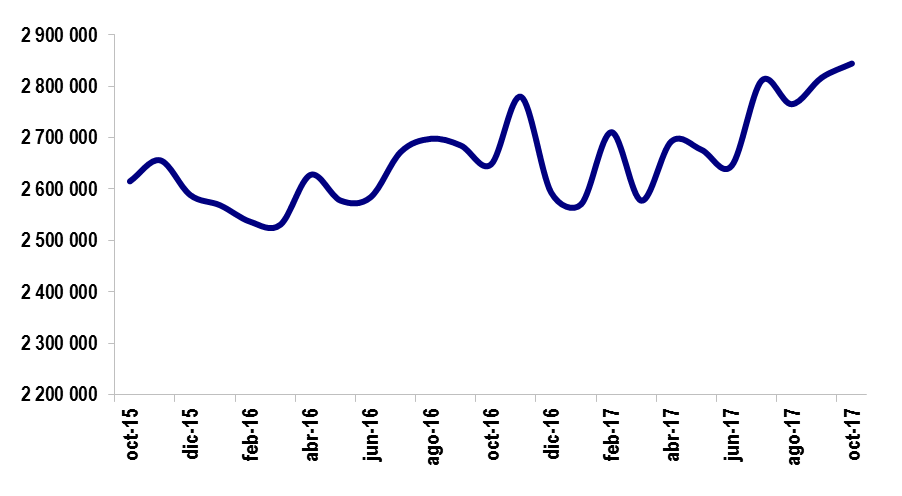 2 900 000
2 800 000
2 700 000
2 600 000
2 500 000
2 400 000
2 300 000
2 200 000
oct-15
dic-15
feb-16
abr-16
jun-16
ago-16
oct-16
dic-16
feb-17
abr-17
jun-17
ago-17
oct-17